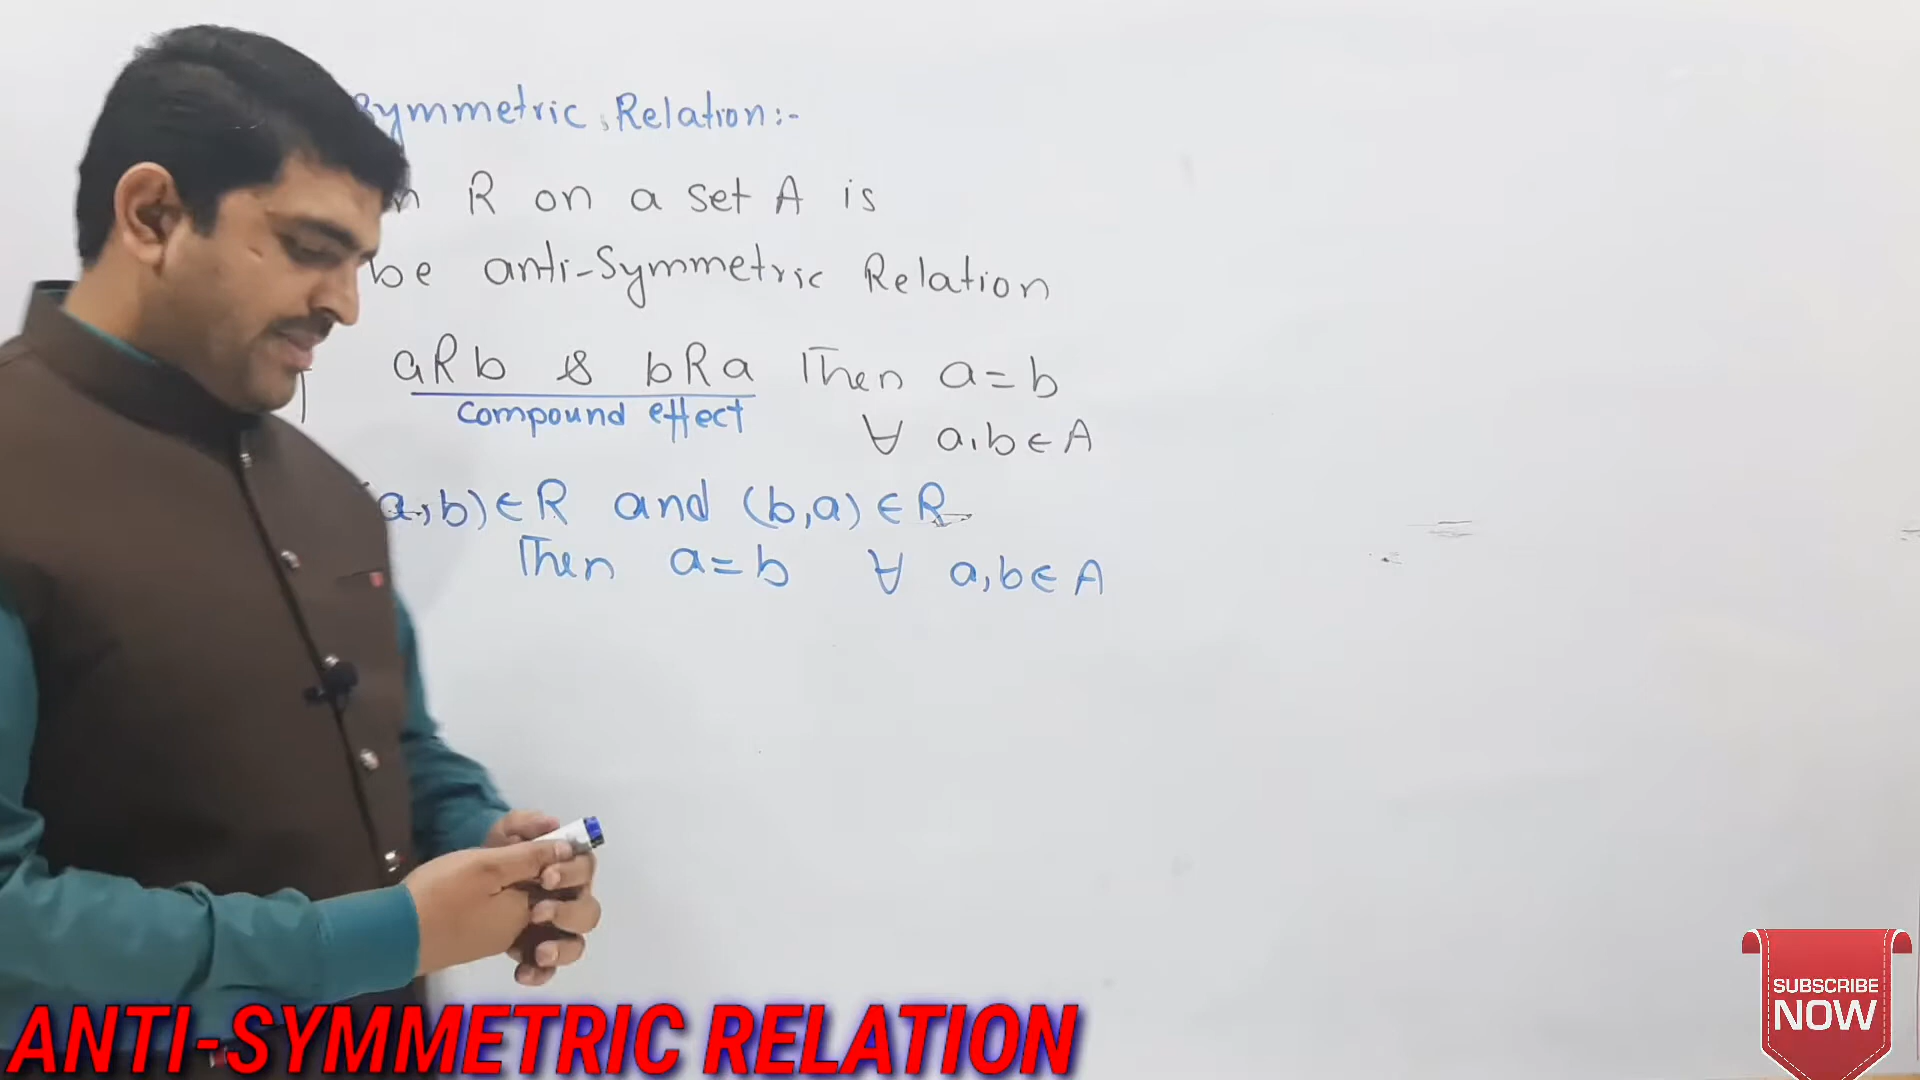 symmetric Relation:-
n R on a set A is
be anti-Symmetric Relation
aRb & bRa Then a=b
compound effect
∀ a,b∈A
a,b)∈R and (b,a)∈R
Then a=b ∀ a,b∈A
ANTI-SYMMETRIC RELATION
SUBSCRIBE
NOW